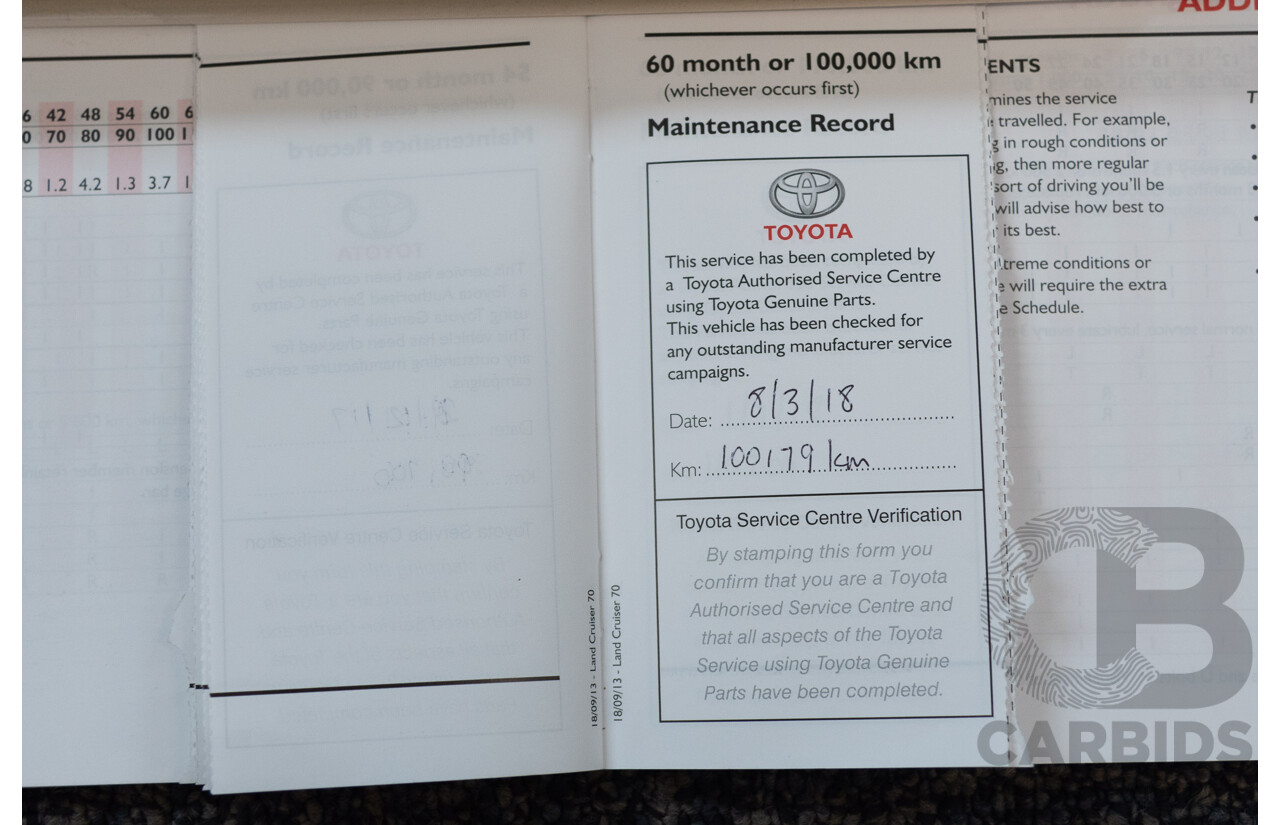 ADD
42 48 54 60 6
70 80 90 100 1
8 1.2 4.2 1.3 3.7 1
60 month or 100,000 km
(whichever occurs first)
Maintenance Record
TOYOTA
This service has been completed by
a Toyota Authorised Service Centre
using Toyota Genuine Parts.
This vehicle has been checked for
any outstanding manufacturer service
campaigns.
Date: 8/3/18
Km: 100179 km
Toyota Service Centre Verification
By stamping this form you
confirm that you are a Toyota
Authorised Service Centre and
that all aspects of the Toyota
Service using Toyota Genuine
Parts have been completed.
18/09/13 - Land Cruiser 70
18/09/13 - Land Cruiser 70
ENTS
mines the service
travelled. For example,
g in rough conditions or
g, then more regular
sort of driving you'll be
will advise how best to
its best.
treme conditions or
e will require the extra
e Schedule.
CB
CARBIDS